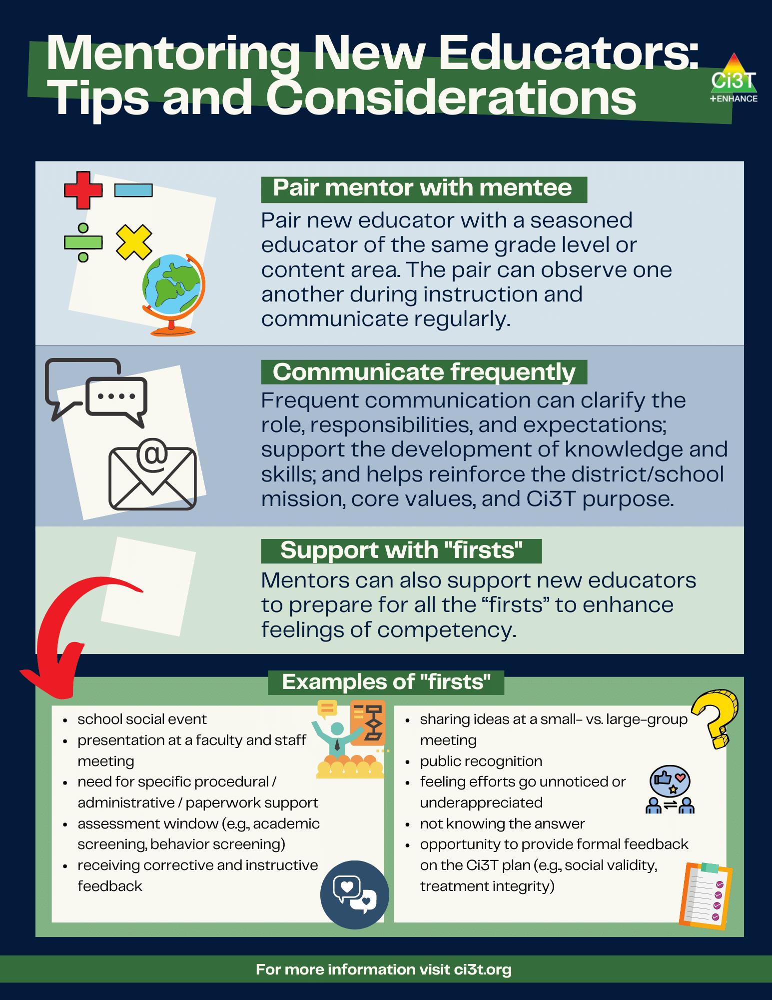 Mentoring New Educators:
Tips and Considerations
Ci3T
+ENHANCE
Pair mentor with mentee
Pair new educator with a seasoned
educator of the same grade level or
content area. The pair can observe one
another during instruction and
communicate regularly.
Communicate frequently
Frequent communication can clarify the
role, responsibilities, and expectations;
support the development of knowledge and
skills; and helps reinforce the district/school
mission, core values, and Ci3T purpose.
@
Support with "firsts"
Mentors can also support new educators
to prepare for all the “firsts” to enhance
feelings of competency.
Examples of "firsts"
• school social event
• presentation at a faculty and staff
meeting
• need for specific procedural /
administrative / paperwork support
• assessment window (e.g., academic
screening, behavior screening)
• receiving corrective and instructive
feedback
• sharing ideas at a small- vs. large-group
meeting
• public recognition
• feeling efforts go unnoticed or
underappreciated
• not knowing the answer
• opportunity to provide formal feedback
on the Ci3T plan (e.g., social validity,
treatment integrity)
?
For more information visit ci3t.org